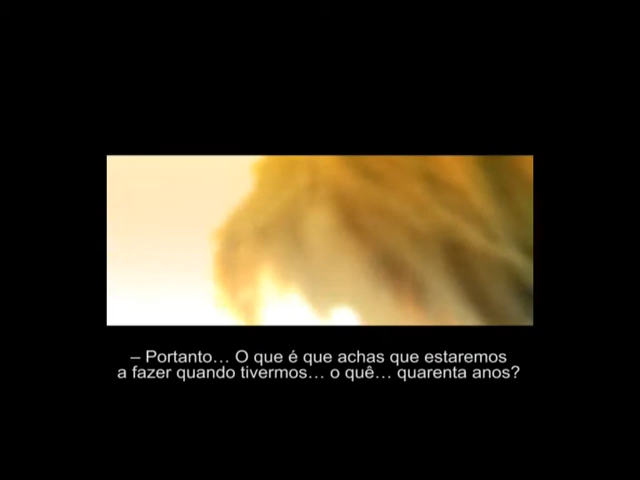 – Portanto… O que é que achas que estaremos
a fazer quando tivermos… o quê… quarenta anos?